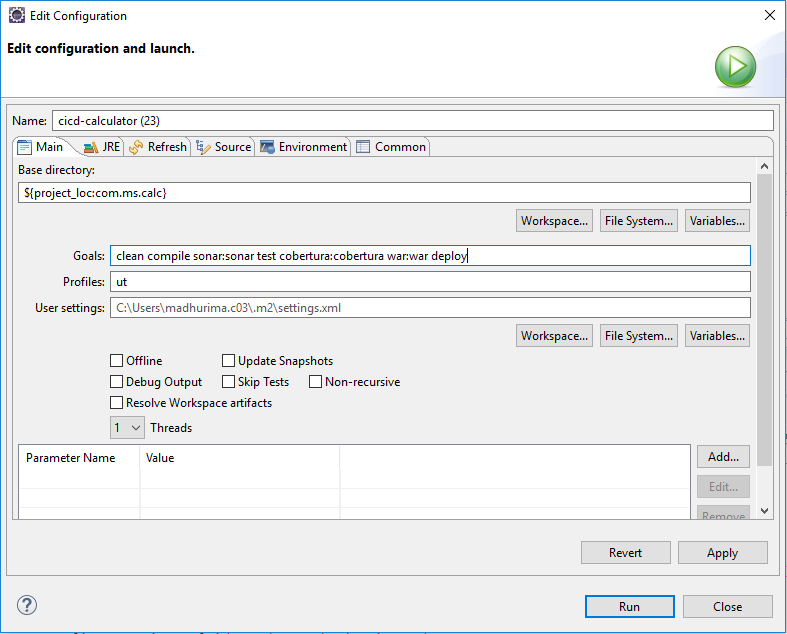 Edit Configuration
Edit configuration and launch.
Name: cicd-calculator (23)
Main JRE Refresh Source Environment Common
Base directory:
${project_loc:com.ms.calc}
Workspace... File System... Variables...
Goals: clean compile sonar:sonar test cobertura:cobertura war:war deploy
Profiles: ut
User settings: C:\Users\madhurima.c03\.m2\settings.xml
Workspace... File System... Variables...
Offline Update Snapshots
Debug Output Skip Tests Non-recursive
Resolve Workspace artifacts
1 Threads
Parameter Name Value Add...
Edit...
Remove
Revert Apply
? Run Close